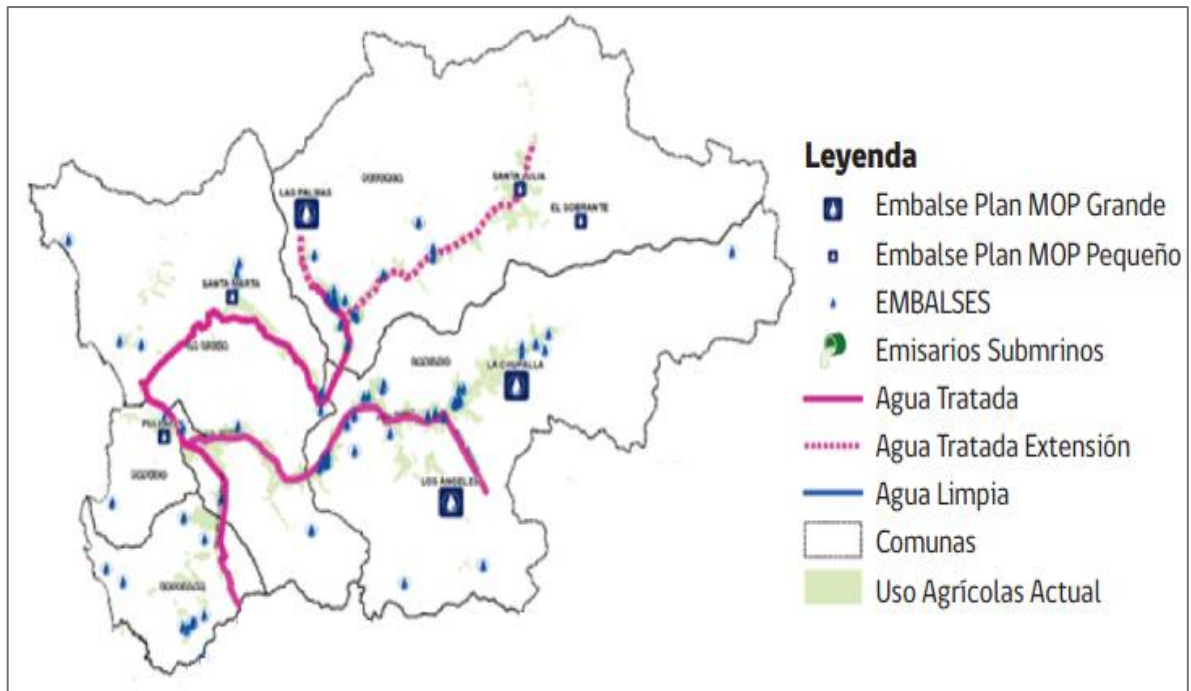 LAS PALMAS
SANTA JULIA
EL SOBRANTE
SANTA MARTA
LA CHUPALLA
LOS ÁNGELES
Leyenda
Embalse Plan MOP Grande
Embalse Plan MOP Pequeño
EMBALSES
Emisarios Submrinos
Agua Tratada
Agua Tratada Extensión
Agua Limpia
Comunas
Uso Agrícolas Actual